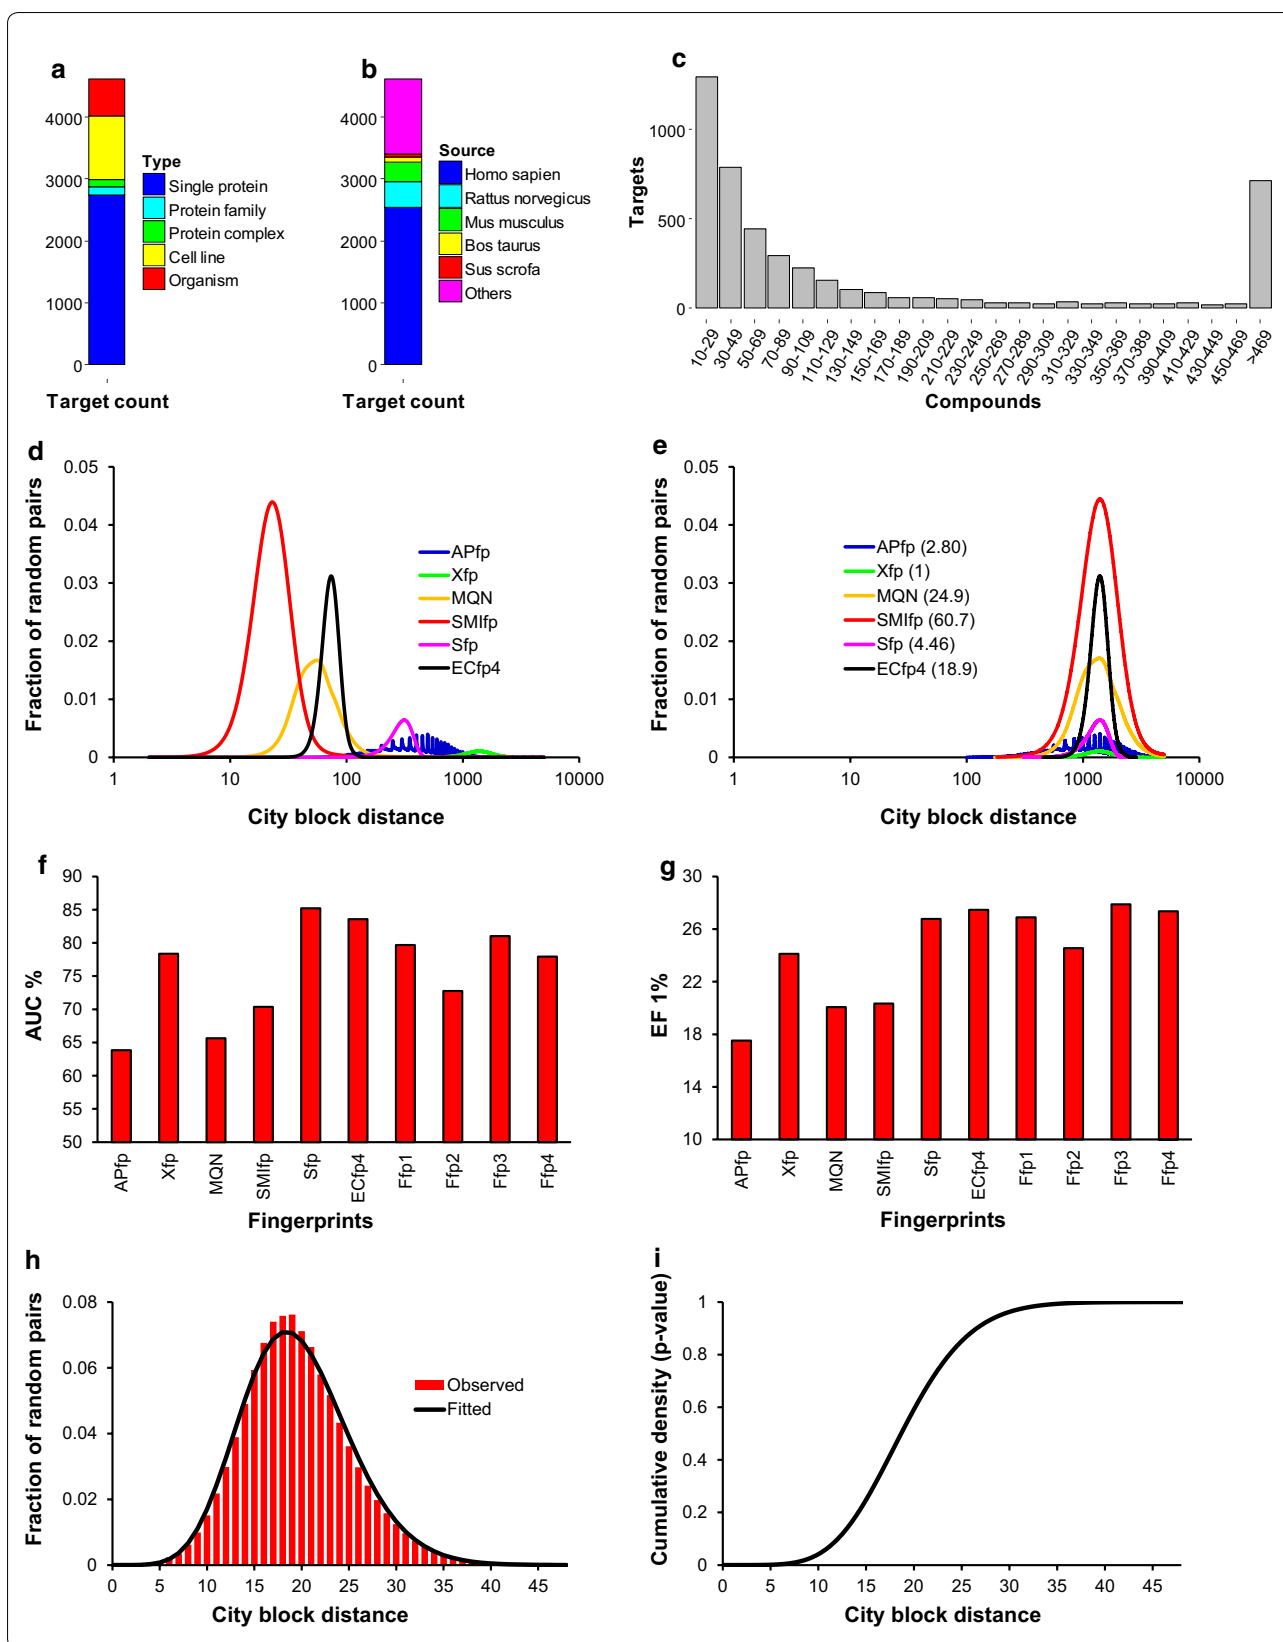 a
4000
3000
2000
1000
0
Target count
Type
Single protein
Protein family
Protein complex
Cell line
Organism
b
4000
3000
2000
1000
0
Target count
Source
Homo sapien
Rattus norvegicus
Mus musculus
Bos taurus
Sus scrofa
Others
c
Targets
1000
500
0
10-29
30-49
50-69
70-89
90-109
110-129
130-149
150-169
170-189
190-209
210-229
230-249
250-269
270-289
290-309
310-329
330-349
350-369
370-389
390-409
410-429
430-449
450-469
>469
Compounds
d
Fraction of random pairs
0.05
0.04
0.03
0.02
0.01
0
1
10
100
1000
10000
City block distance
APfp
Xfp
MQN
SMIfp
Sfp
ECfp4
e
Fraction of random pairs
0.05
0.04
0.03
0.02
0.01
0
1
10
100
1000
10000
City block distance
APfp (2.80)
Xfp (1)
MQN (24.9)
SMIfp (60.7)
Sfp (4.46)
ECfp4 (18.9)
f
AUC %
90
85
80
75
70
65
60
55
50
APfp
Xfp
MQN
SMIfp
Sfp
ECfp4
Ffp1
Ffp2
Ffp3
Ffp4
Fingerprints
g
EF 1%
30
26
22
18
14
10
APfp
Xfp
MQN
SMIfp
Sfp
ECfp4
Ffp1
Ffp2
Ffp3
Ffp4
Fingerprints
h
Fraction of random pairs
0.08
0.06
0.04
0.02
0
0
5
10
15
20
25
30
35
40
45
City block distance
Observed
Fitted
i
Cumulative density (p-value)
1
0.8
0.6
0.4
0.2
0
0
5
10
15
20
25
30
35
40
45
City block distance